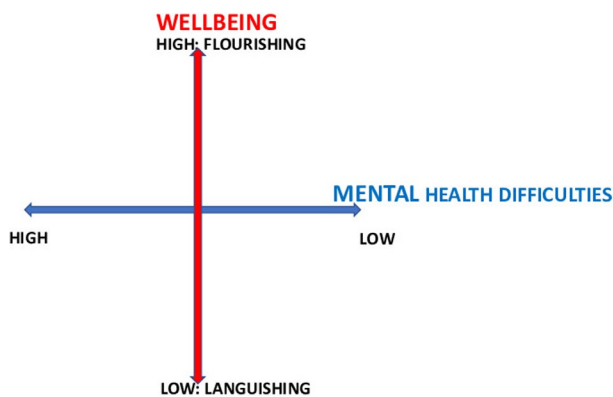 WELLBEING
HIGH: FLOURISHING
MENTAL HEALTH DIFFICULTIES
HIGH
LOW
LOW: LANGUISHING